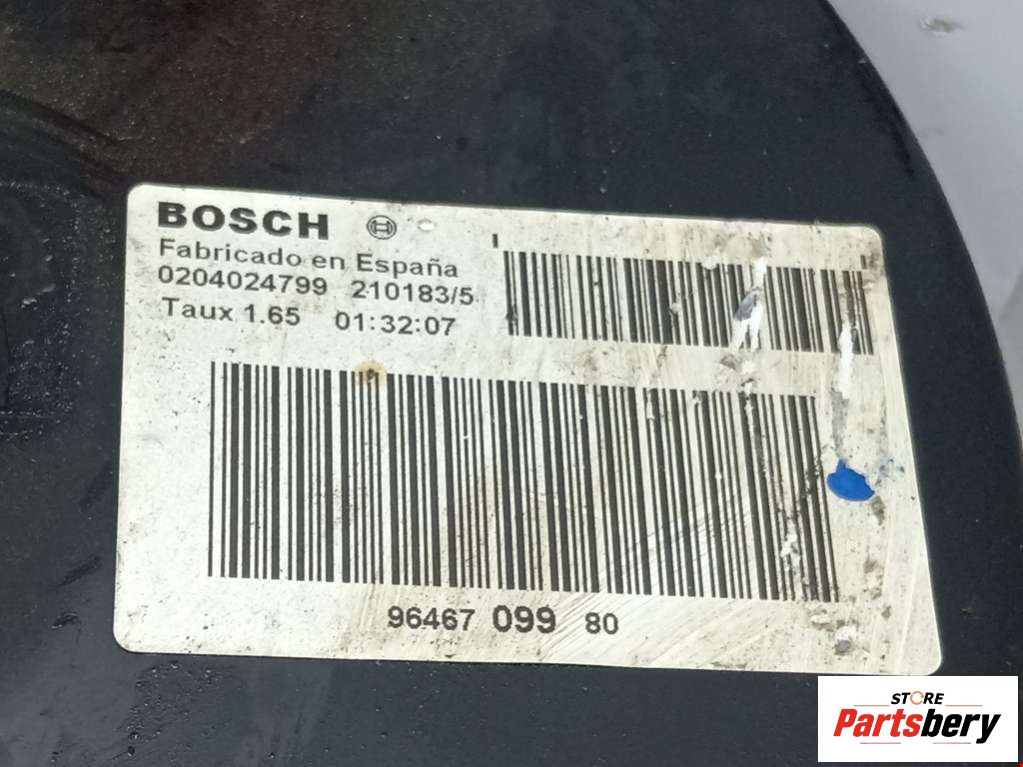 BOSCH
Fabricado en España
0204024799 210183/5
Taux 1.65 01:32:07
96467 099 80
STORE
Partsbery